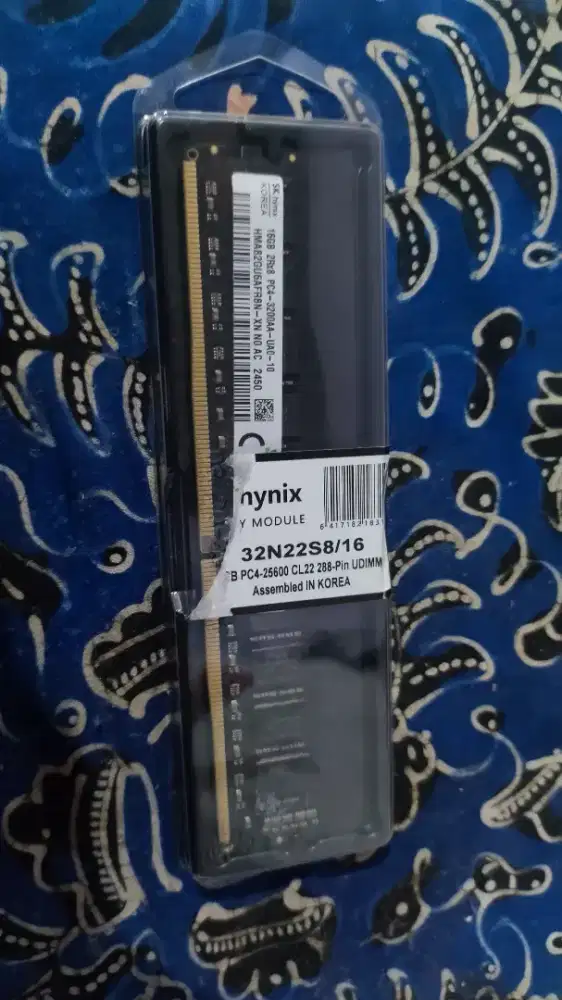 SK hynix
KOREA
16GB 2Rx8 PC4-3200AA-UA0-10
HMA82GU6AFR8N-XN N0 AC 2450
hynix
Y MODULE
32N22S8/16
B PC4-25600 CL22 288-Pin UDIMM
Assembled IN KOREA